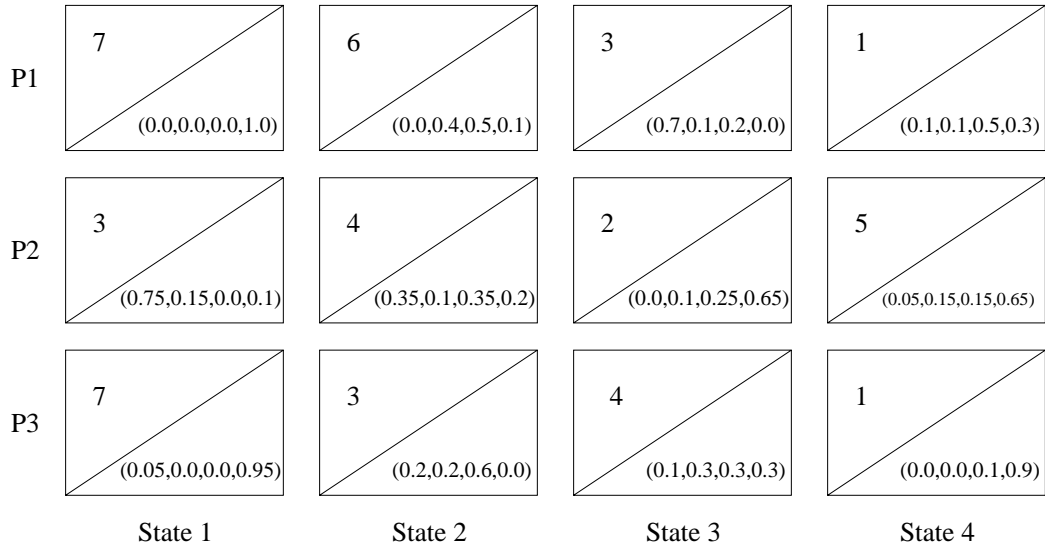 7 6 3 1
P1
(0.0,0.0,0.0,1.0) (0.0,0.4,0.5,0.1) (0.7,0.1,0.2,0.0) (0.1,0.1,0.5,0.3)
3 4 2 5
P2
(0.75,0.15,0.0,0.1) (0.35,0.1,0.35,0.2) (0.0,0.1,0.25,0.65) (0.05,0.15,0.15,0.65)
7 3 4 1
P3
(0.05,0.0,0.0,0.95) (0.2,0.2,0.6,0.0) (0.1,0.3,0.3,0.3) (0.0,0.0,0.1,0.9)
State 1 State 2 State 3 State 4